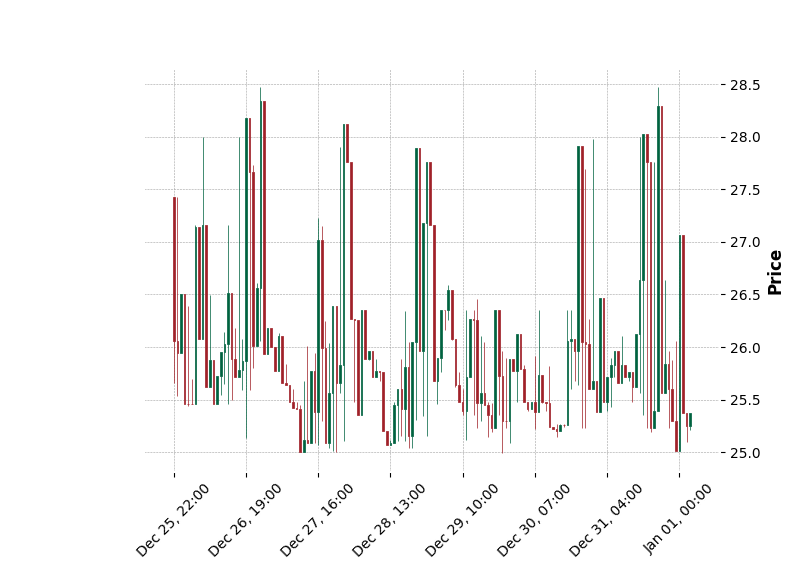 28.5
28.0
27.5
27.0
26.5
26.0
25.5
25.0
Price
Dec 25, 22:00
Dec 26, 19:00
Dec 27, 16:00
Dec 28, 13:00
Dec 29, 10:00
Dec 30, 07:00
Dec 31, 04:00
Jan 01, 00:00